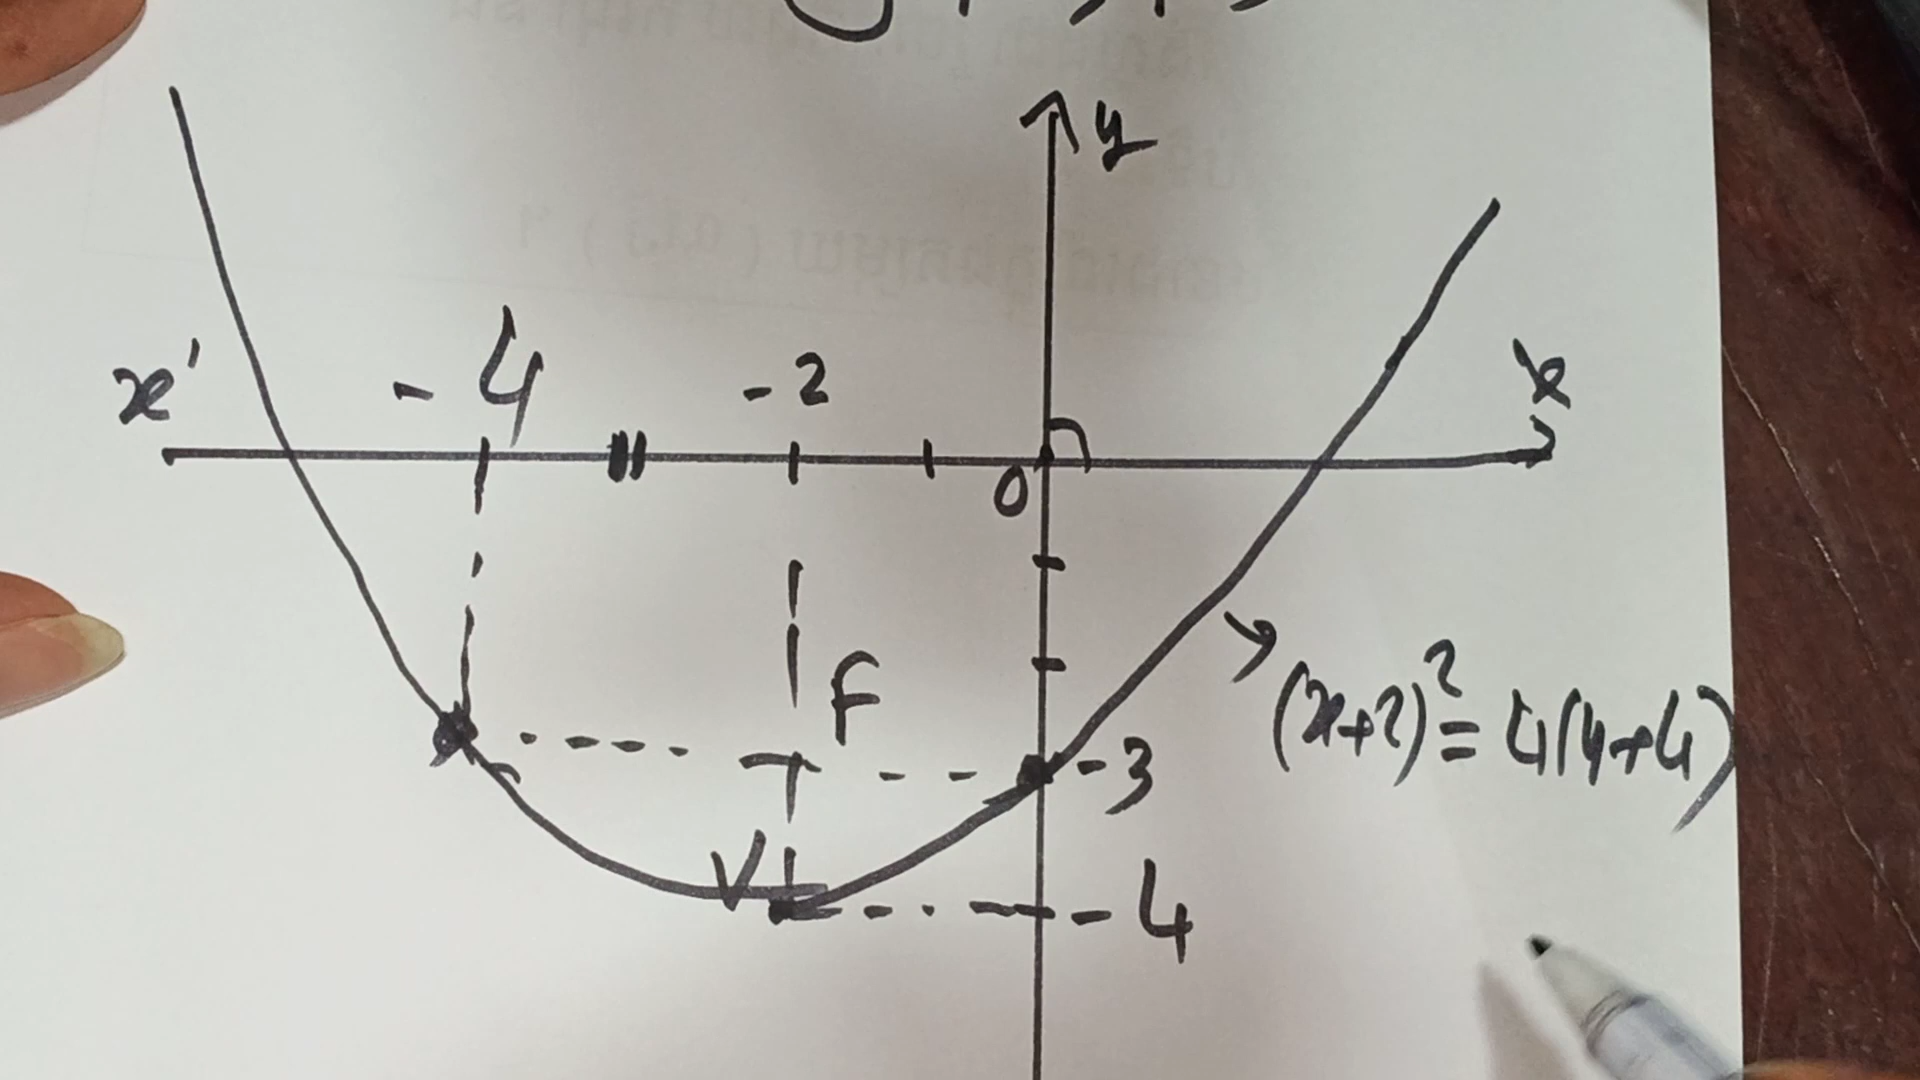 y
x' -4 -2 x
0
F
(x+2)² = 4(y+4)
-3
V
-4